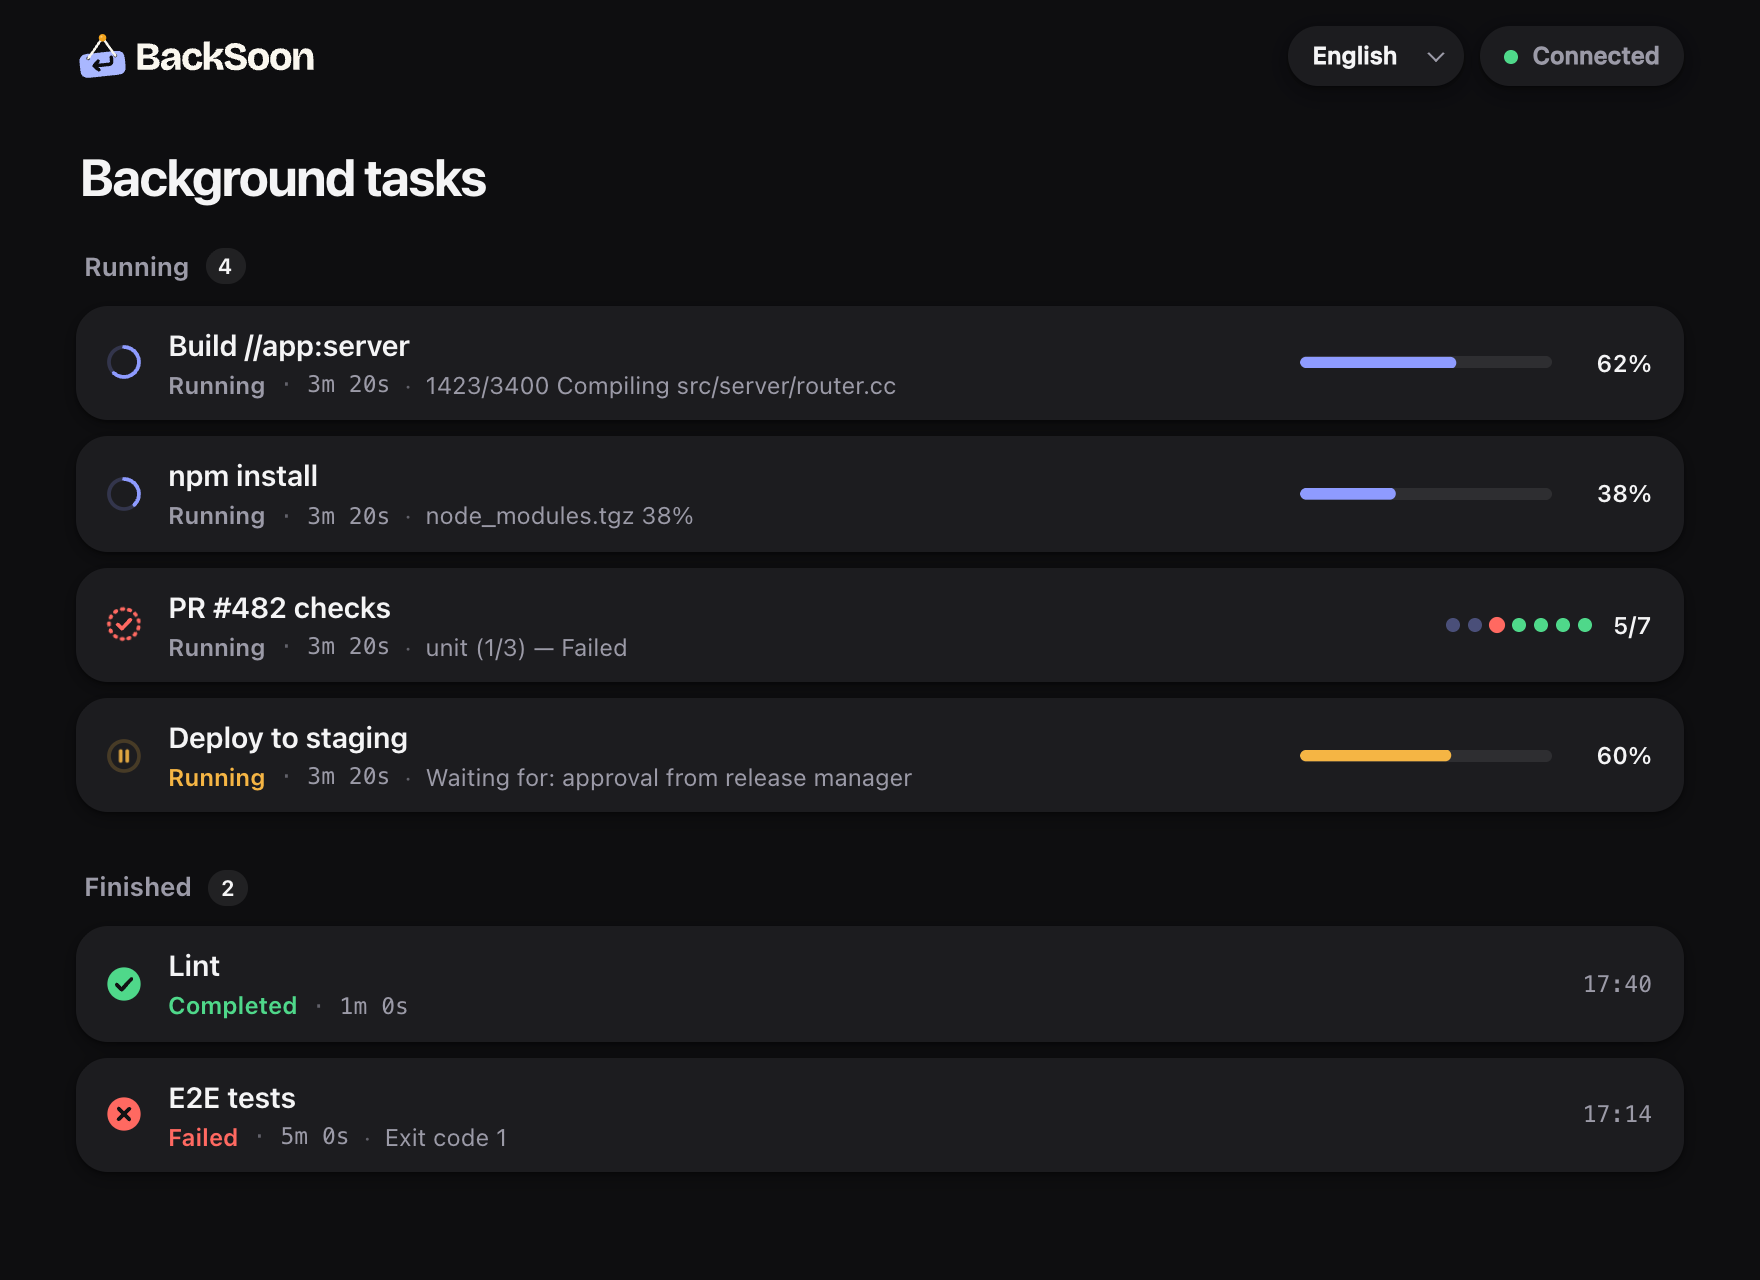 BackSoon
English
Connected
Background tasks
Running 4
Build //app:server
Running · 3m 20s · 1423/3400 Compiling src/server/router.cc
62%
npm install
Running · 3m 20s · node_modules.tgz 38%
38%
PR #482 checks
Running · 3m 20s · unit (1/3) — Failed
5/7
Deploy to staging
Running · 3m 20s · Waiting for: approval from release manager
60%
Finished 2
Lint
Completed · 1m 0s
17:40
E2E tests
Failed · 5m 0s · Exit code 1
17:14